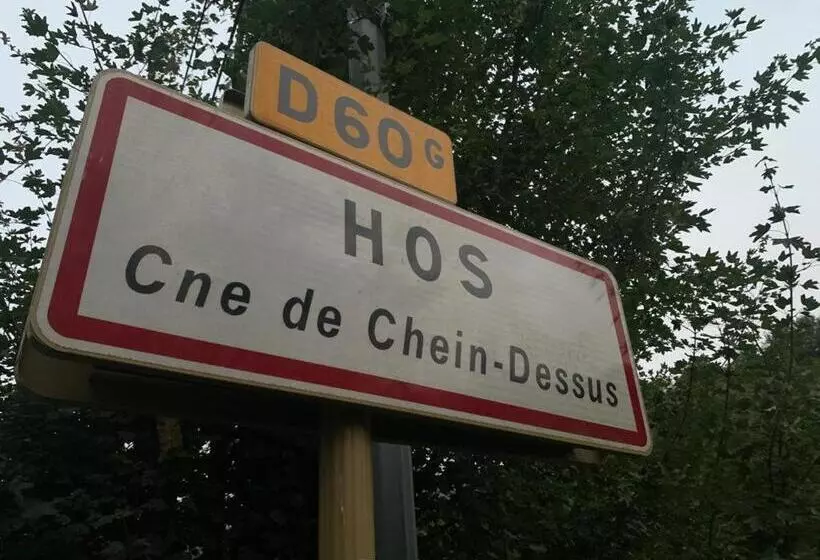 D60G
HOS
Cne de Chein-Dessus